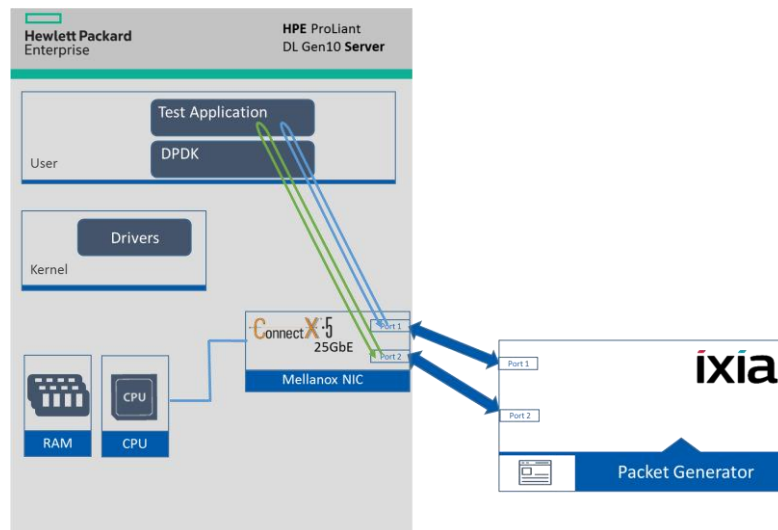 Hewlett Packard
Enterprise
HPE ProLiant
DL Gen10 Server
Test Application
DPDK
User
Drivers
Kernel
ConnectX·5
25GbE
Port 1
Port 2
Mellanox NIC
Port 1
Port 2
ixia
Packet Generator
CPU
RAM
CPU